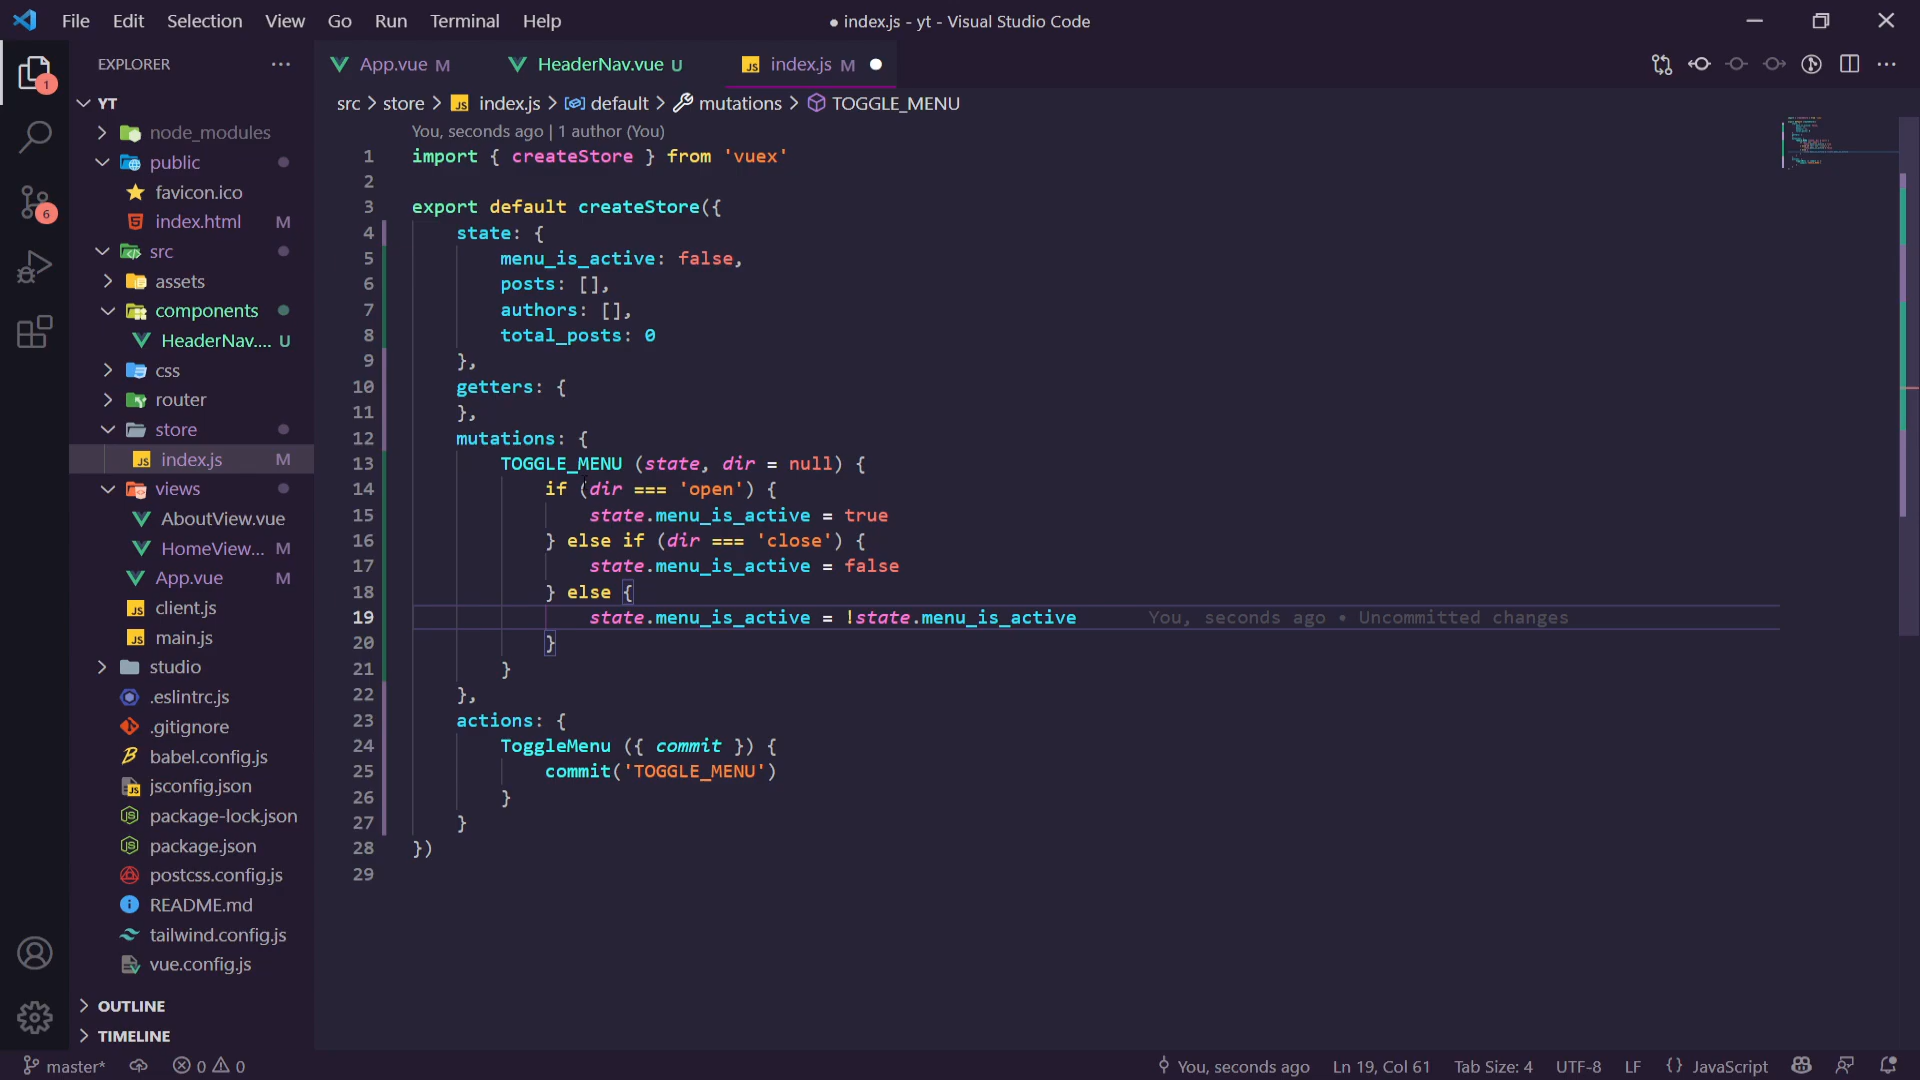 File Edit Selection View Go Run Terminal Help
● index.js - yt - Visual Studio Code
EXPLORER
YT
node_modules
public
favicon.ico
index.html M
src
assets
components
HeaderNav.... U
css
router
store
index.js M
views
AboutView.vue
HomeView... M
App.vue M
client.js
main.js
studio
.eslintrc.js
.gitignore
babel.config.js
jsconfig.json
package-lock.json
package.json
postcss.config.js
README.md
tailwind.config.js
vue.config.js
OUTLINE
TIMELINE
1
6
App.vue M
HeaderNav.vue U
index.js M
src > store > index.js > default > mutations > TOGGLE_MENU
You, seconds ago | 1 author (You)
1 import { createStore } from 'vuex'
2
3 export default createStore({
4 state: {
5 menu_is_active: false,
6 posts: [],
7 authors: [],
8 total_posts: 0
9 },
10 getters: {
11 },
12 mutations: {
13 TOGGLE_MENU (state, dir = null) {
14 if (dir === 'open') {
15 state.menu_is_active = true
16 } else if (dir === 'close') {
17 state.menu_is_active = false
18 } else {
19 state.menu_is_active = !state.menu_is_active You, seconds ago • Uncommitted changes
20 }
21 }
22 },
23 actions: {
24 ToggleMenu ({ commit }) {
25 commit('TOGGLE_MENU')
26 }
27 }
28 })
29
master* 0 0 You, seconds ago Ln 19, Col 61 Tab Size: 4 UTF-8 LF {} JavaScript